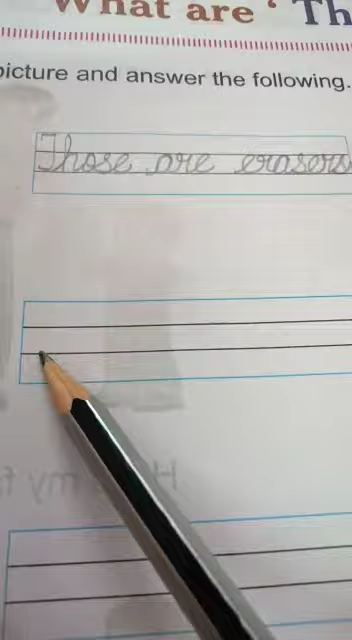 What are ‘ Th
picture and answer the following.
Those are erasers